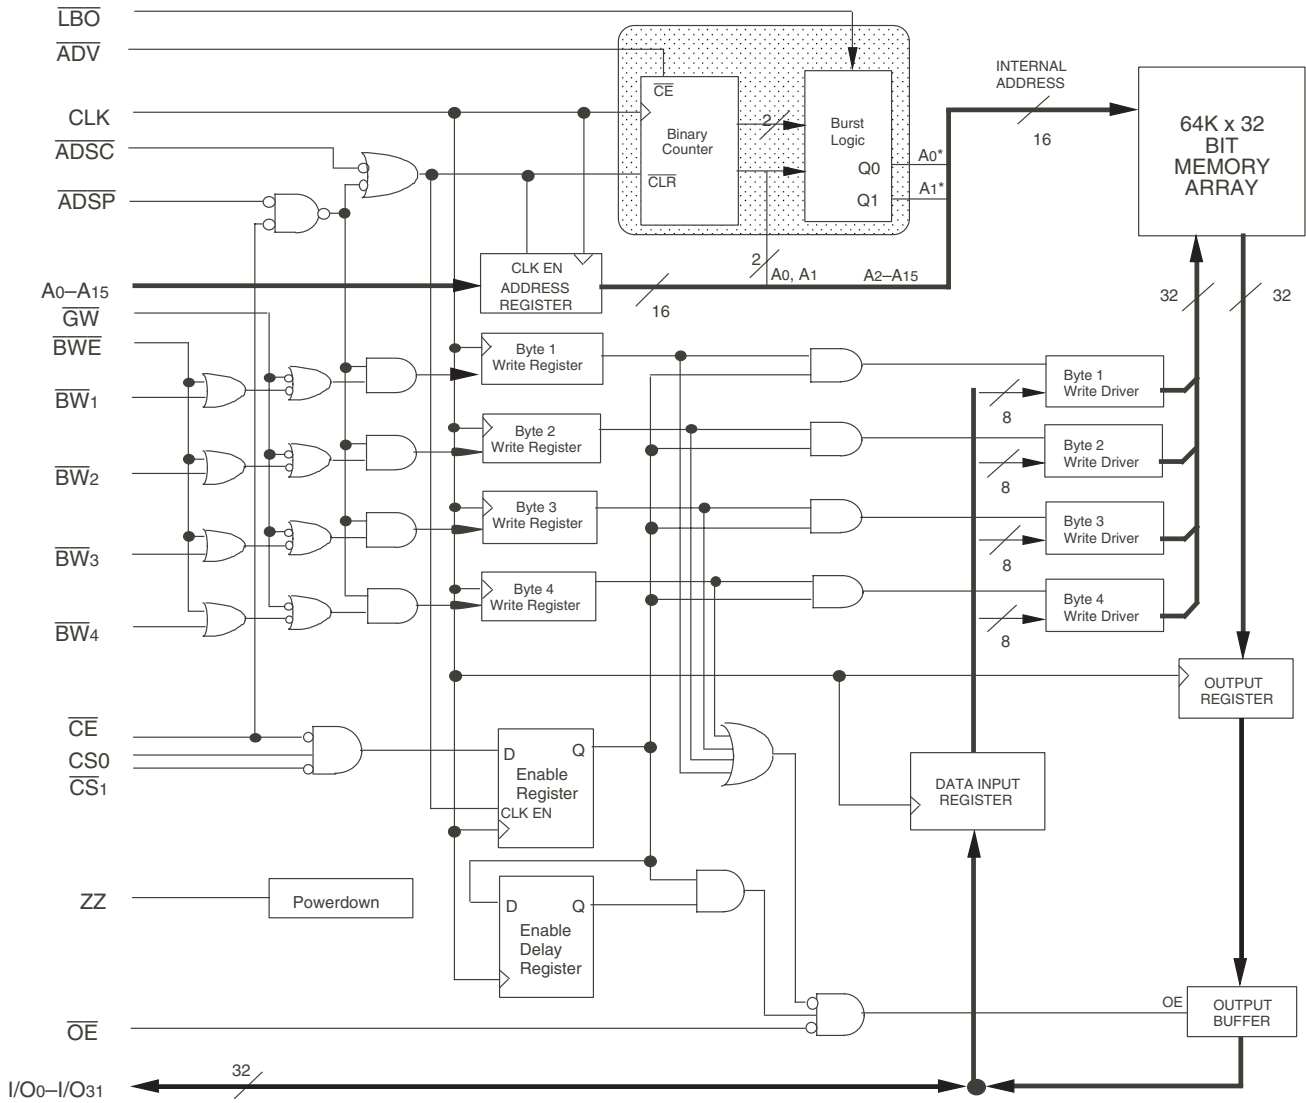 LBO
ADV
CLK
ADSC
ADSP
A0–A15
GW
BWE
BW1
BW2
BW3
BW4
CE
CS0
CS1
ZZ
OE
I/O0–I/O31
32
CE
Binary
Counter
CLR
2
Burst
Logic
Q0
Q1
A0*
A1*
INTERNAL
ADDRESS
16
64K x 32
BIT
MEMORY
ARRAY
CLK EN
ADDRESS
REGISTER
16
2
A0, A1
A2–A15
32
32
Byte 1
Write Register
Byte 2
Write Register
Byte 3
Write Register
Byte 4
Write Register
Byte 1
Write Driver
8
Byte 2
Write Driver
8
Byte 3
Write Driver
8
Byte 4
Write Driver
8
OUTPUT
REGISTER
D
Q
Enable
Register
CLK EN
DATA INPUT
REGISTER
Powerdown
D
Q
Enable
Delay
Register
OE
OUTPUT
BUFFER